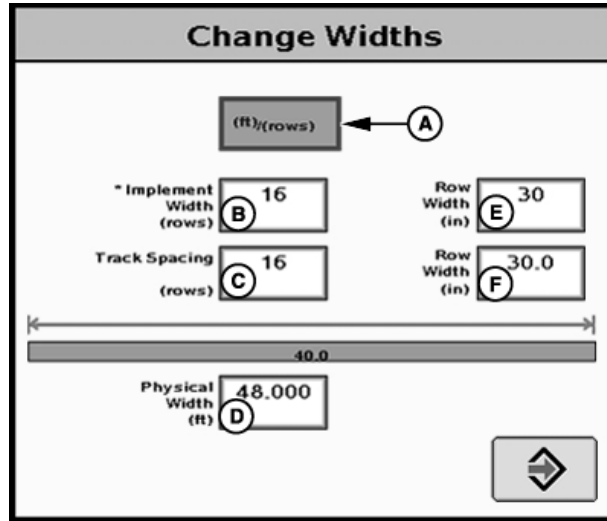 Change Widths
(ft)/(rows)
A
* Implement
Width
(rows)
16
B
Row
Width
(in)
30
E
Track Spacing
(rows)
16
C
Row
Width
(in)
30.0
F
40.0
Physical
Width
(ft)
48.000
D